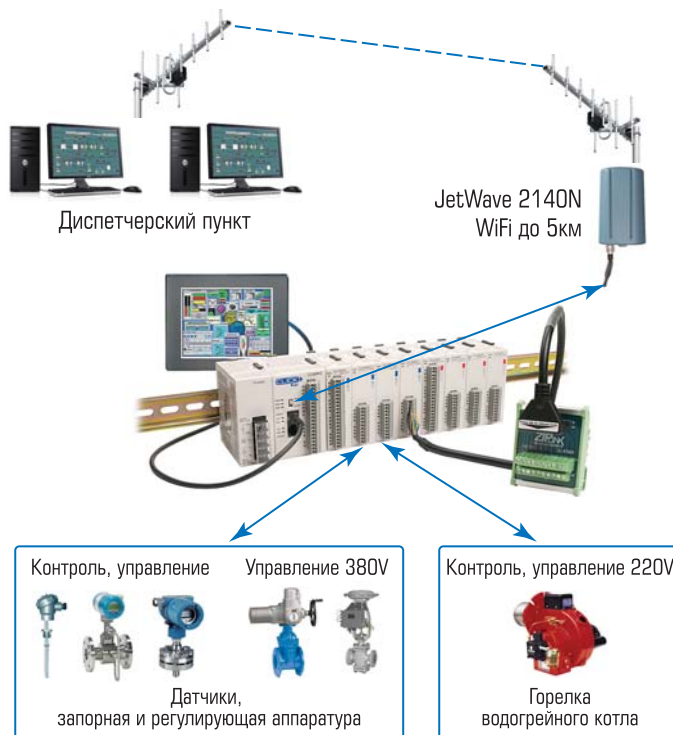 Диспетчерский пункт
JetWave 2140N
WiFi до 5км
Контроль, управление
Управление 380V
Датчики,
запорная и регулирующая аппаратура
Контроль, управление 220V
Горелка
водогрейного котла